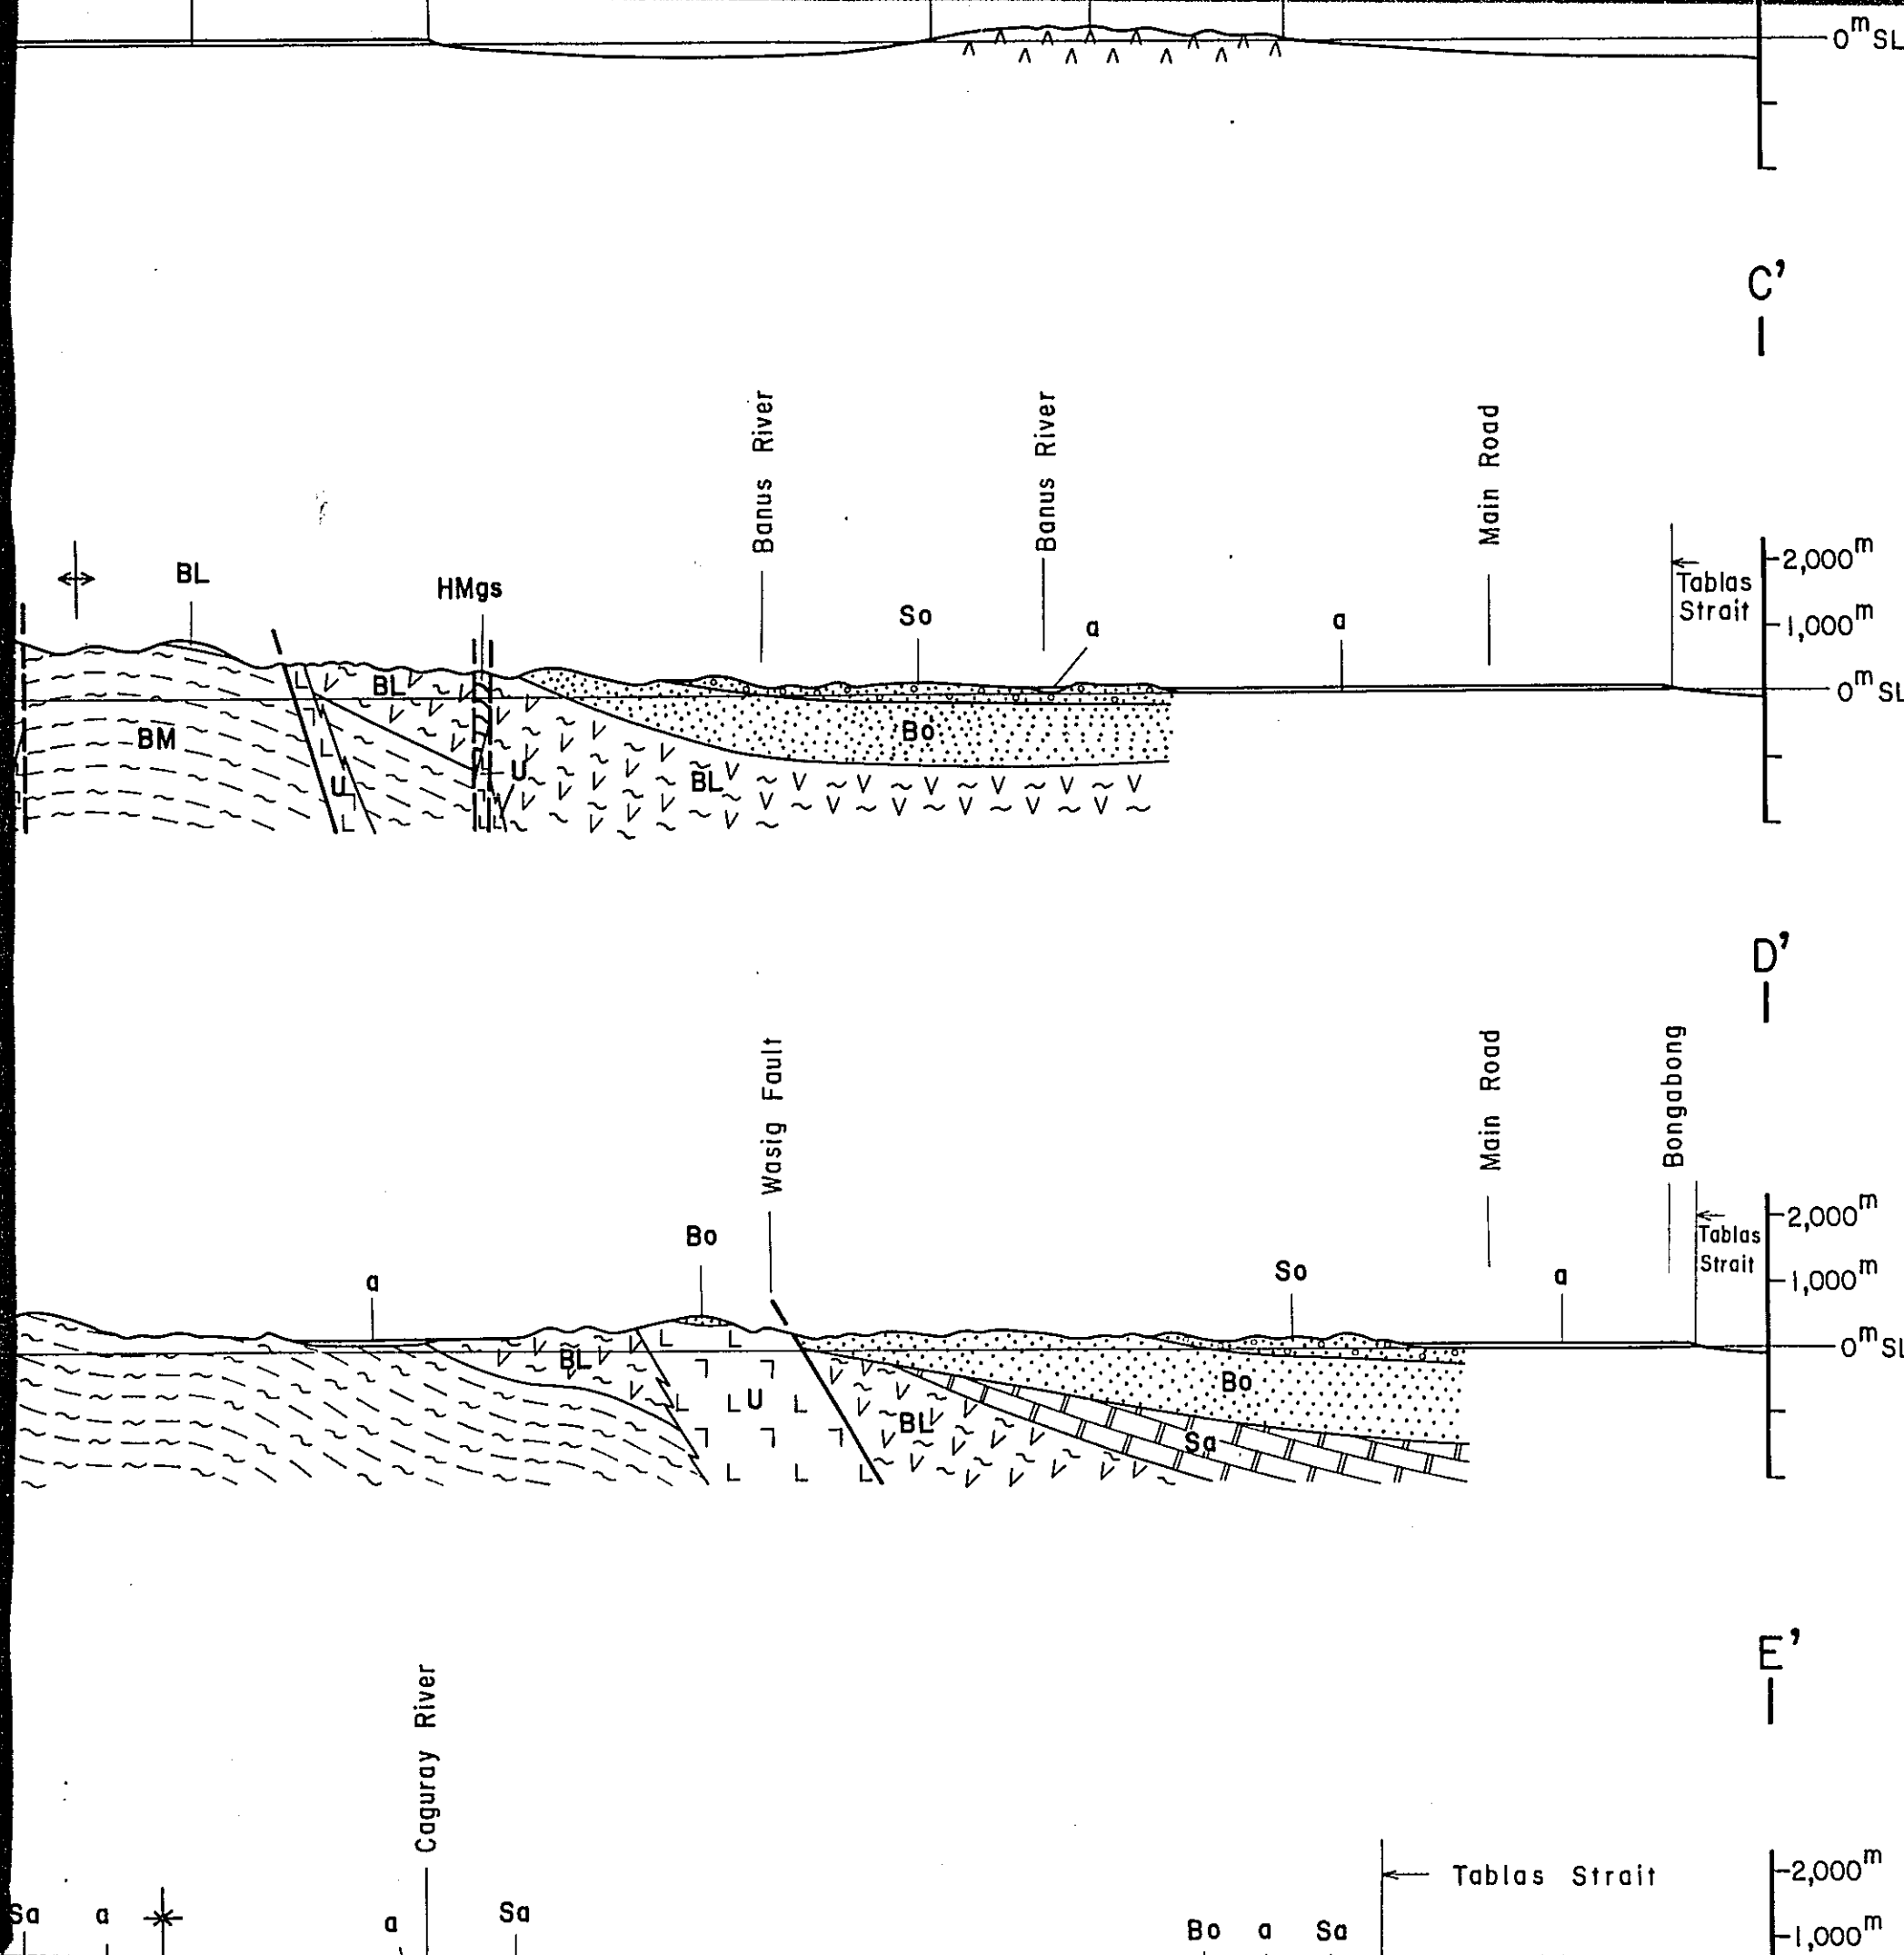 0m SL
C'
Banus River
Banus River
Main Road
BL
HMgs
So
a
a
Tablas
Strait
2,000m
1,000m
0m SL
BL
BM
Bo
U
U
BL
D'
Wasig Fault
Main Road
Bongabong
Bo
a
So
a
Tablas
Strait
2,000m
1,000m
0m SL
BL
U
BL
Bo
Sa
E'
Caguray River
Tablas Strait
2,000m
Sa
a
a
Sa
Bo
a
Sa
1,000m